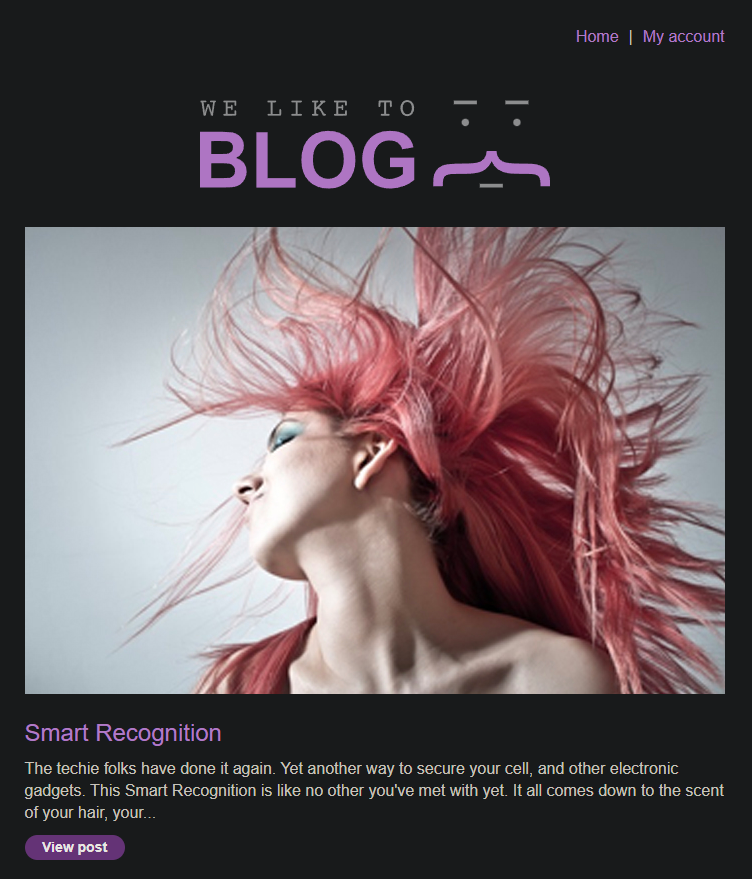 Home | My account
WE LIKE TO
BLOG
Smart Recognition
The techie folks have done it again. Yet another way to secure your cell, and other electronic
gadgets. This Smart Recognition is like no other you've met with yet. It all comes down to the scent
of your hair, your...
View post